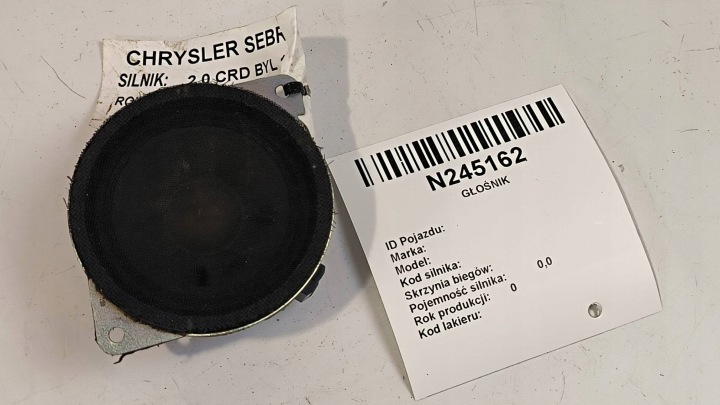 CHRYSLER SEBR
SILNIK: 2.0 CRD BYL
N245162
GŁOŚNIK
ID Pojazdu:
Marka:
Model:
Kod silnika:
Skrzynia biegów:
Pojemność silnika: 0,0
Rok produkcji: 0
Kod lakieru: